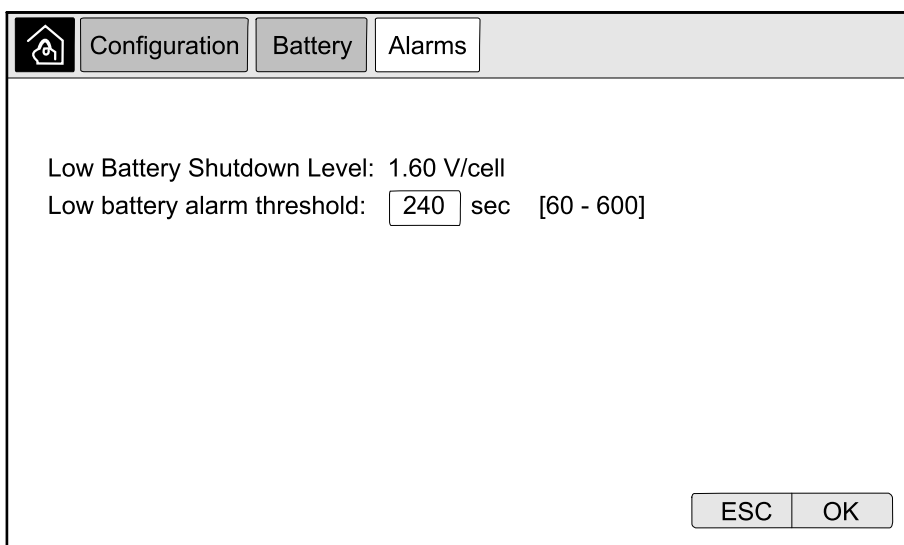 Configuration Battery Alarms
Low Battery Shutdown Level: 1.60 V/cell
Low battery alarm threshold: 240 sec [60 - 600]
ESC OK